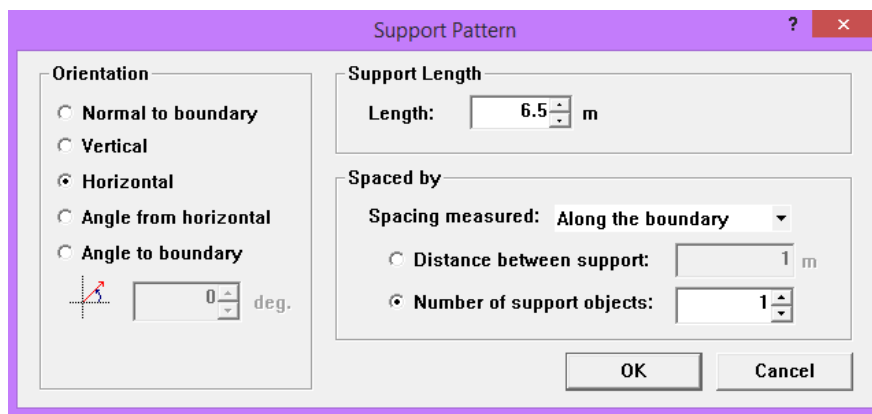 Support Pattern
?
Orientation
Normal to boundary
Vertical
Horizontal
Angle from horizontal
Angle to boundary
0 deg.
Support Length
Length: 6.5 m
Spaced by
Spacing measured: Along the boundary
Distance between support: 1 m
Number of support objects: 1
OK Cancel